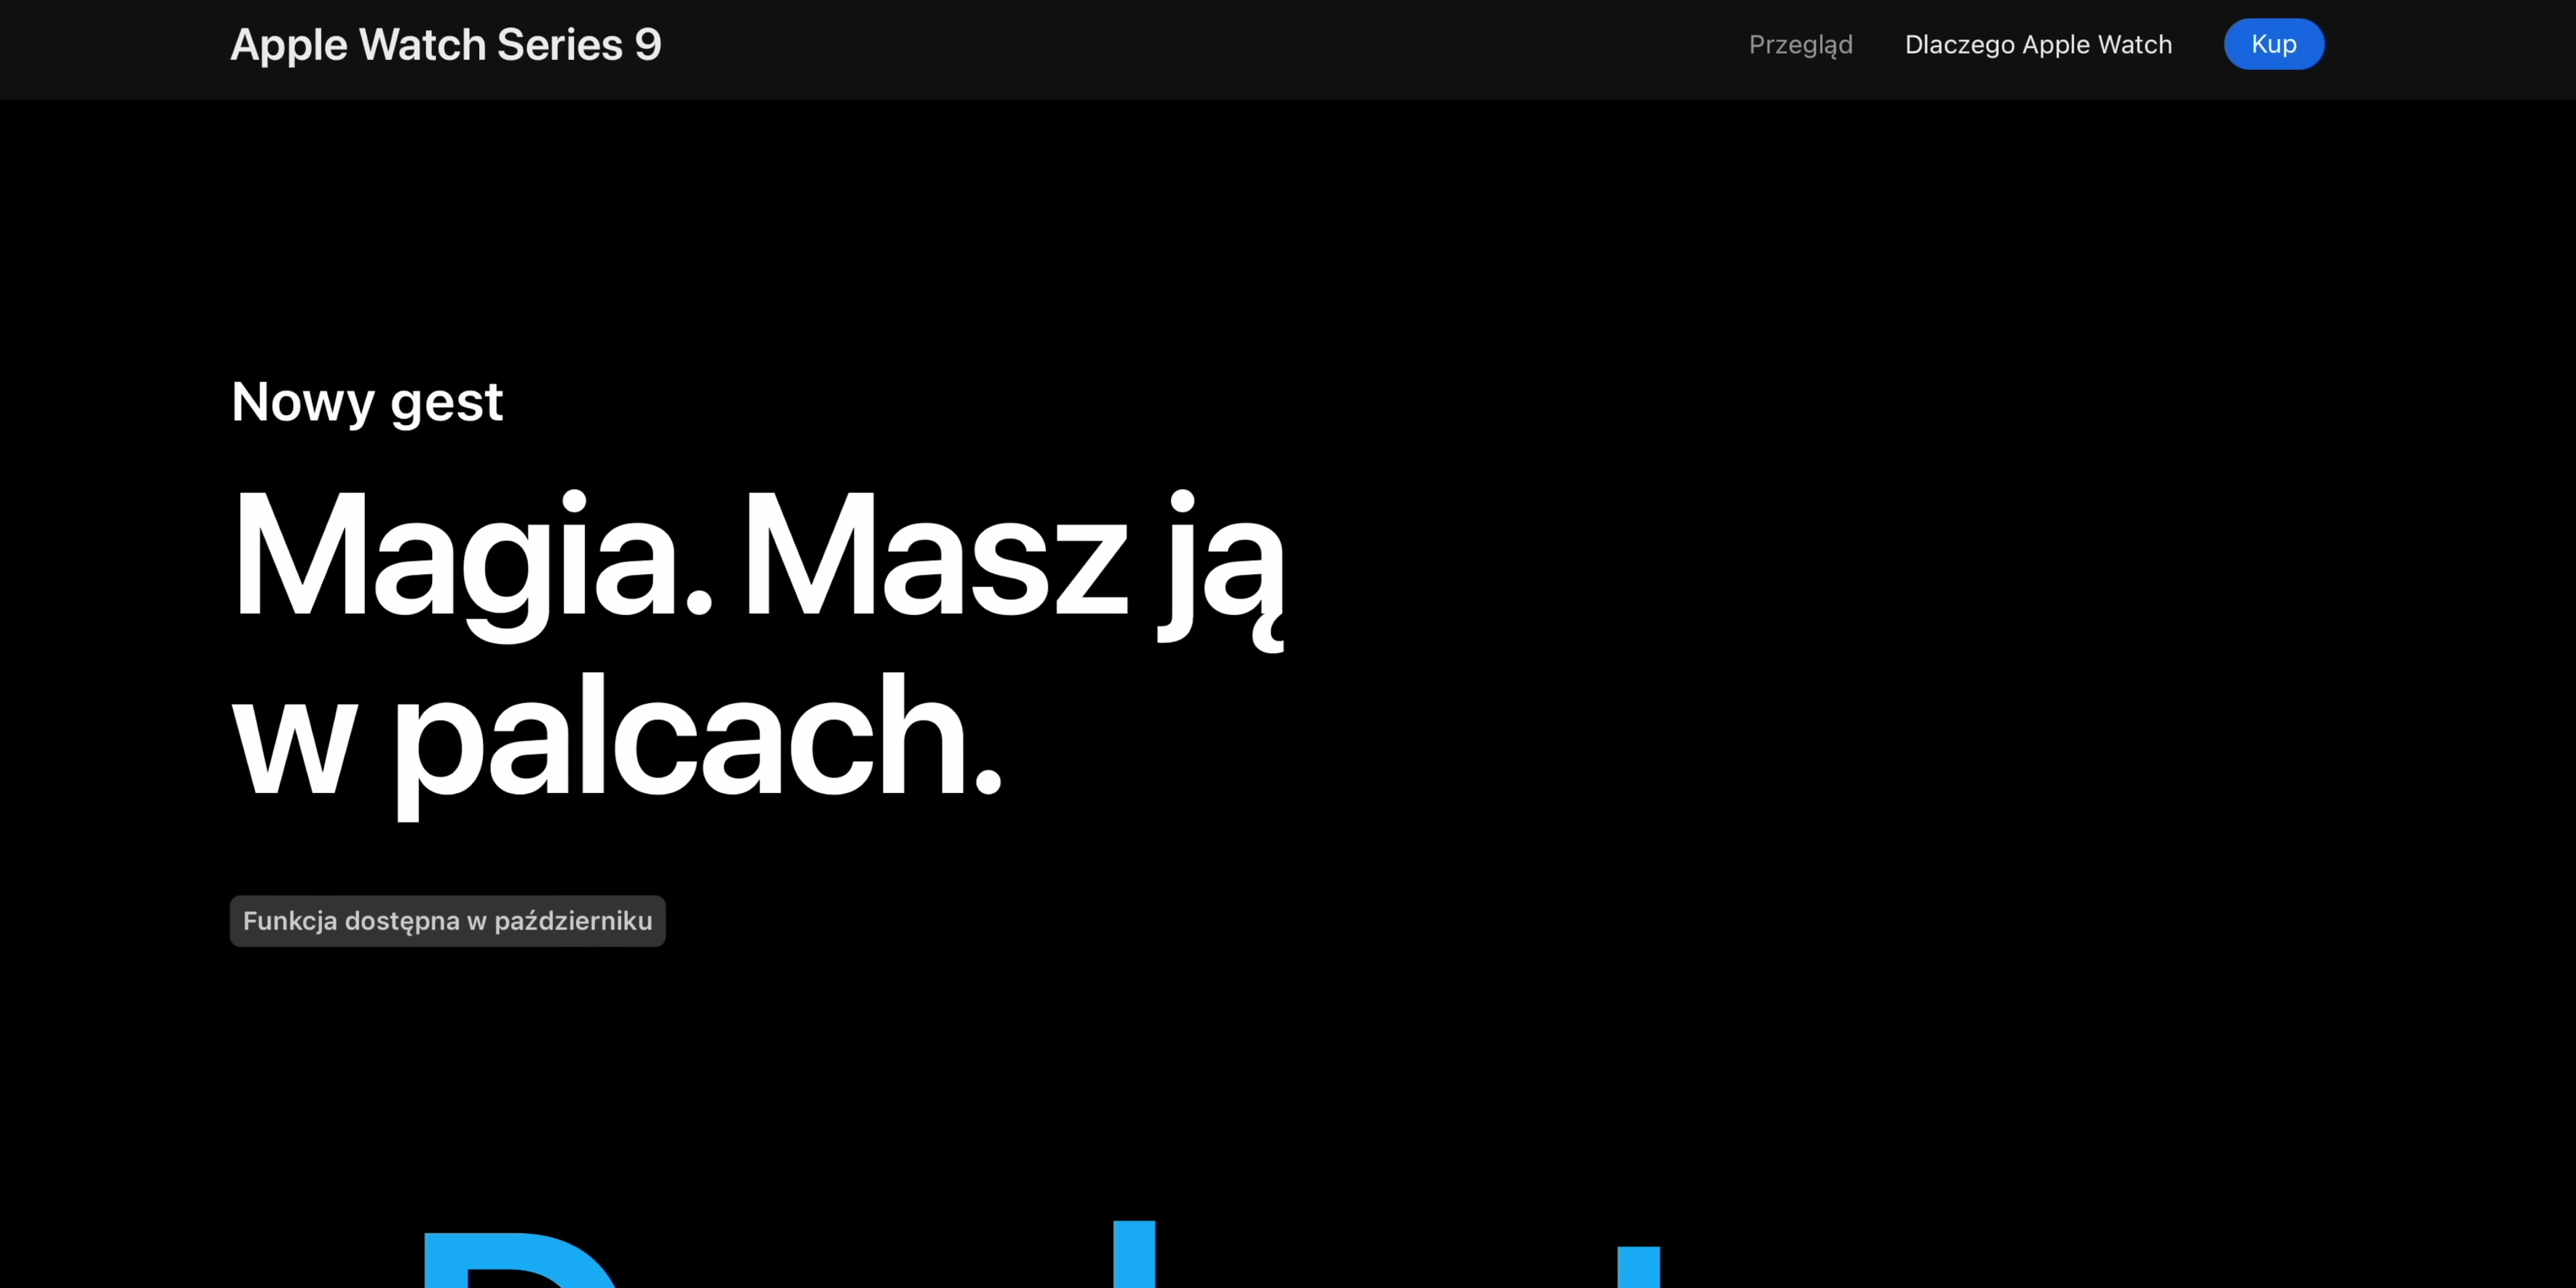 Apple Watch Series 9
Przegląd
Dlaczego Apple Watch
Kup
Nowy gest
Magia. Masz ją
w palcach.
Funkcja dostępna w październiku